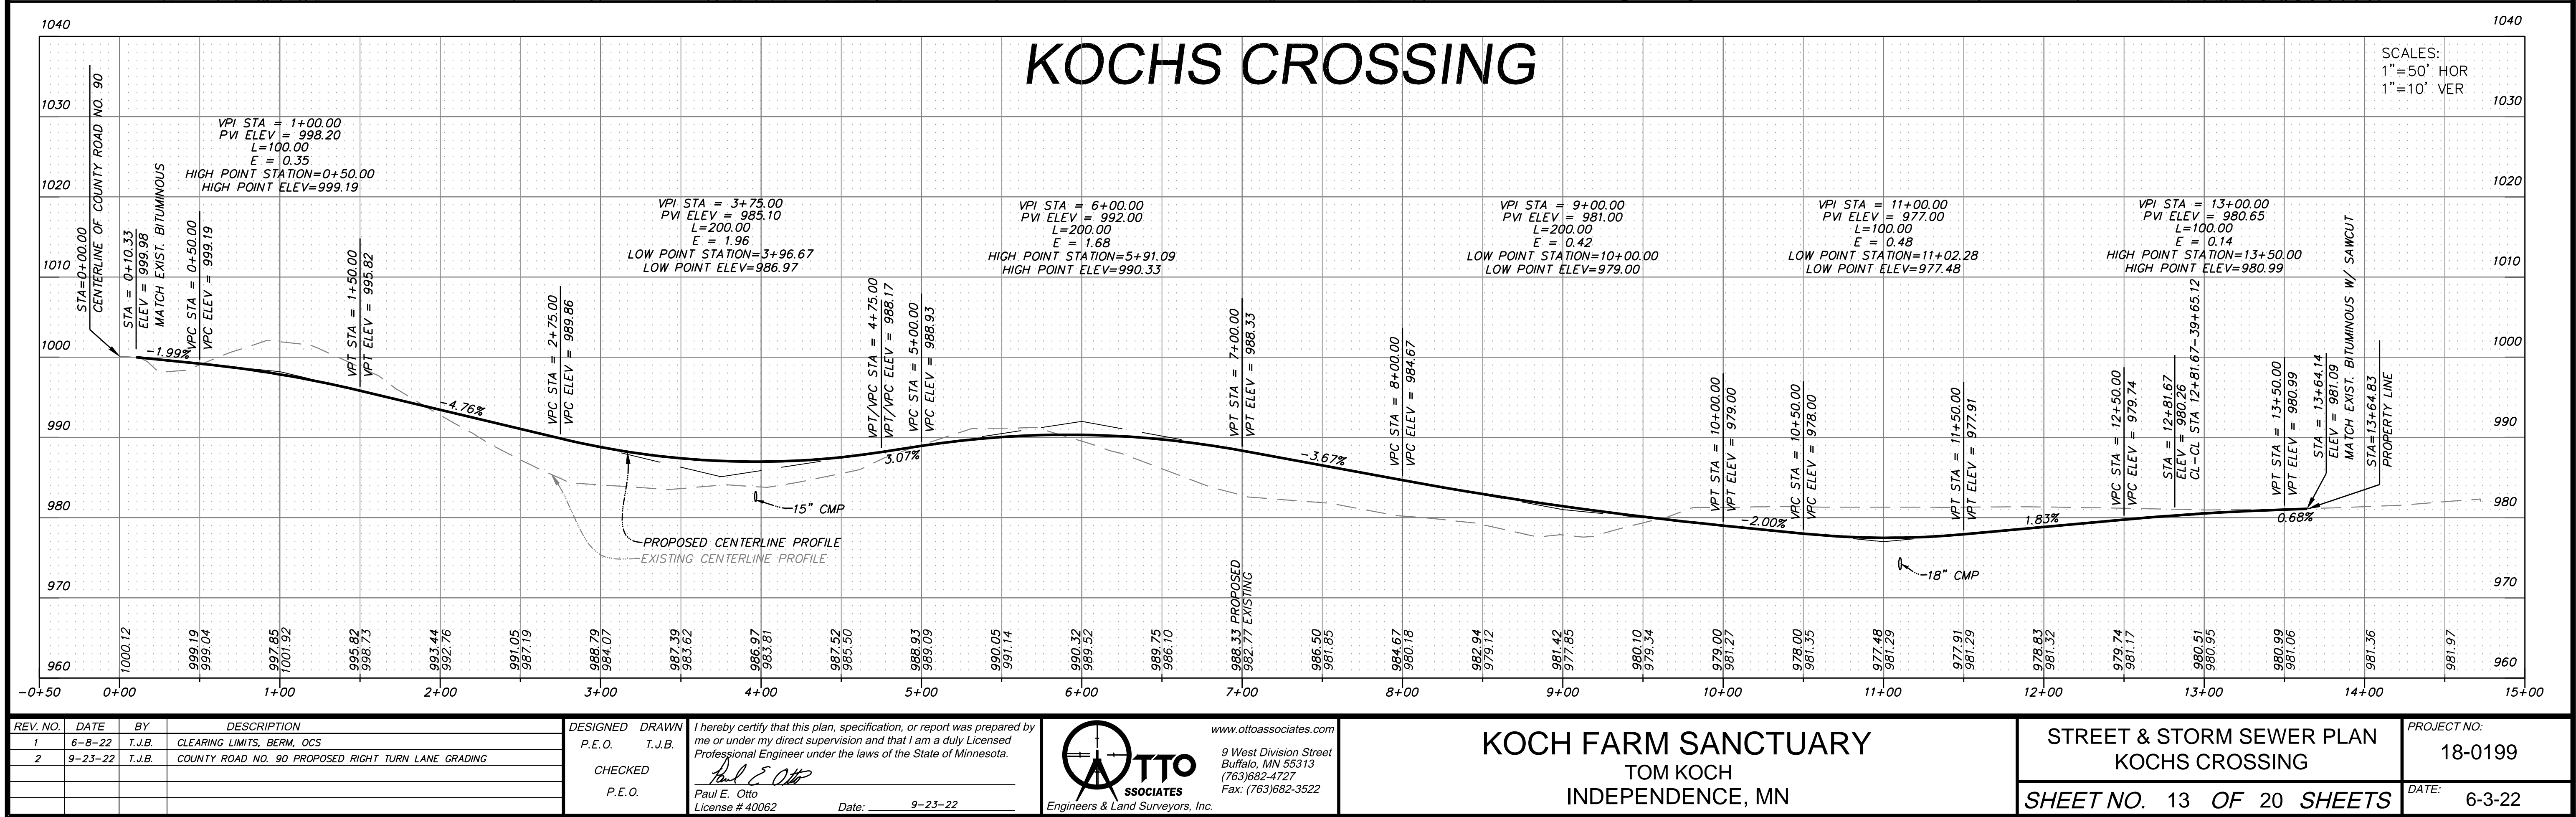 KOCHS CROSSING
SCALES:
1"=50' HOR
1"=10' VER
1040
1030
1020
1010
1000
990
980
970
960
1040
1030
1020
1010
1000
990
980
970
960
STA=0+00.00
CENTERLINE OF COUNTY ROAD NO. 90
STA = 0+10.33
ELEV = 999.98
MATCH EXIST. BITUMINOUS
VPC STA = 0+50.00
VPC ELEV = 999.19
VPI STA = 1+00.00
PVI ELEV = 998.20
L=100.00
E = 0.35
HIGH POINT STATION=0+50.00
HIGH POINT ELEV=999.19
VPT STA = 1+50.00
VPT ELEV = 995.82
VPC STA = 2+75.00
VPC ELEV = 989.86
VPI STA = 3+75.00
PVI ELEV = 985.10
L=200.00
E = 1.96
LOW POINT STATION=3+96.67
LOW POINT ELEV=986.97
VPT/VPC STA = 4+75.00
VPT/VPC ELEV = 988.17
VPC STA = 5+00.00
VPC ELEV = 988.93
VPI STA = 6+00.00
PVI ELEV = 992.00
L=200.00
E = 1.68
HIGH POINT STATION=5+91.09
HIGH POINT ELEV=990.33
VPT STA = 7+00.00
VPT ELEV = 988.33
VPC STA = 8+00.00
VPC ELEV = 984.67
VPI STA = 9+00.00
PVI ELEV = 981.00
L=200.00
E = 0.42
LOW POINT STATION=10+00.00
LOW POINT ELEV=979.00
VPT STA = 10+00.00
VPT ELEV = 979.00
VPC STA = 10+50.00
VPC ELEV = 978.00
VPI STA = 11+00.00
PVI ELEV = 977.00
L=100.00
E = 0.48
LOW POINT STATION=11+02.28
LOW POINT ELEV=977.48
VPT STA = 11+50.00
VPT ELEV = 977.91
VPC STA = 12+50.00
VPC ELEV = 979.74
STA = 12+81.67
ELEV = 980.26
CL-CL STA 12+81.67-39+65.12
VPI STA = 13+00.00
PVI ELEV = 980.65
L=100.00
E = 0.14
HIGH POINT STATION=13+50.00
HIGH POINT ELEV=980.99
VPT STA = 13+50.00
VPT ELEV = 980.99
STA = 13+64.14
ELEV = 981.09
MATCH EXIST. BITUMINOUS W/ SAWCUT
STA=13+64.83
PROPERTY LINE
-1.99%
-4.76%
3.07%
-3.67%
-2.00%
1.83%
0.68%
15" CMP
PROPOSED CENTERLINE PROFILE
EXISTING CENTERLINE PROFILE
18" CMP
1000.12
999.19
999.04
997.85
1001.92
995.82
998.73
993.44
992.76
991.05
987.19
988.79
984.07
987.39
983.62
986.97
983.81
987.52
985.50
988.93
989.09
990.05
991.14
990.32
989.52
989.75
986.10
988.33 PROPOSED
982.77 EXISTING
986.50
981.85
984.67
980.18
982.94
979.12
981.42
977.85
980.10
979.34
979.00
981.27
978.00
981.35
977.48
981.29
977.91
981.29
978.83
981.32
979.74
981.17
980.51
980.95
980.99
981.06
981.36
981.97
-0+50 0+00 1+00 2+00 3+00 4+00 5+00 6+00 7+00 8+00 9+00 10+00 11+00 12+00 13+00 14+00 15+00
REV. NO. DATE BY DESCRIPTION
1 6-8-22 T.J.B. CLEARING LIMITS, BERM, OCS
2 9-23-22 T.J.B. COUNTY ROAD NO. 90 PROPOSED RIGHT TURN LANE GRADING
DESIGNED DRAWN
P.E.O. T.J.B.
CHECKED
P.E.O.
I hereby certify that this plan, specification, or report was prepared by
me or under my direct supervision and that I am a duly Licensed
Professional Engineer under the laws of the State of Minnesota.
Paul E Otto
Paul E. Otto
License # 40062 Date: 9-23-22
OTTO
ASSOCIATES
Engineers & Land Surveyors, Inc.
www.ottoassociates.com
9 West Division Street
Buffalo, MN 55313
(763)682-4727
Fax: (763)682-3522
KOCH FARM SANCTUARY
TOM KOCH
INDEPENDENCE, MN
STREET & STORM SEWER PLAN
KOCHS CROSSING
SHEET NO. 13 OF 20 SHEETS
PROJECT NO:
18-0199
DATE:
6-3-22